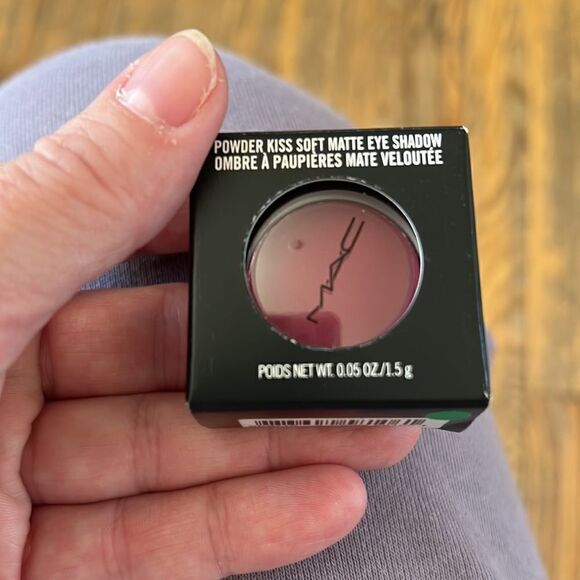 POWDER KISS SOFT MATTE EYE SHADOW
OMBRE À PAUPIÈRES MATE VELOUTÉE
MAC
POIDS NET WT. 0.05 OZ./1.5 g